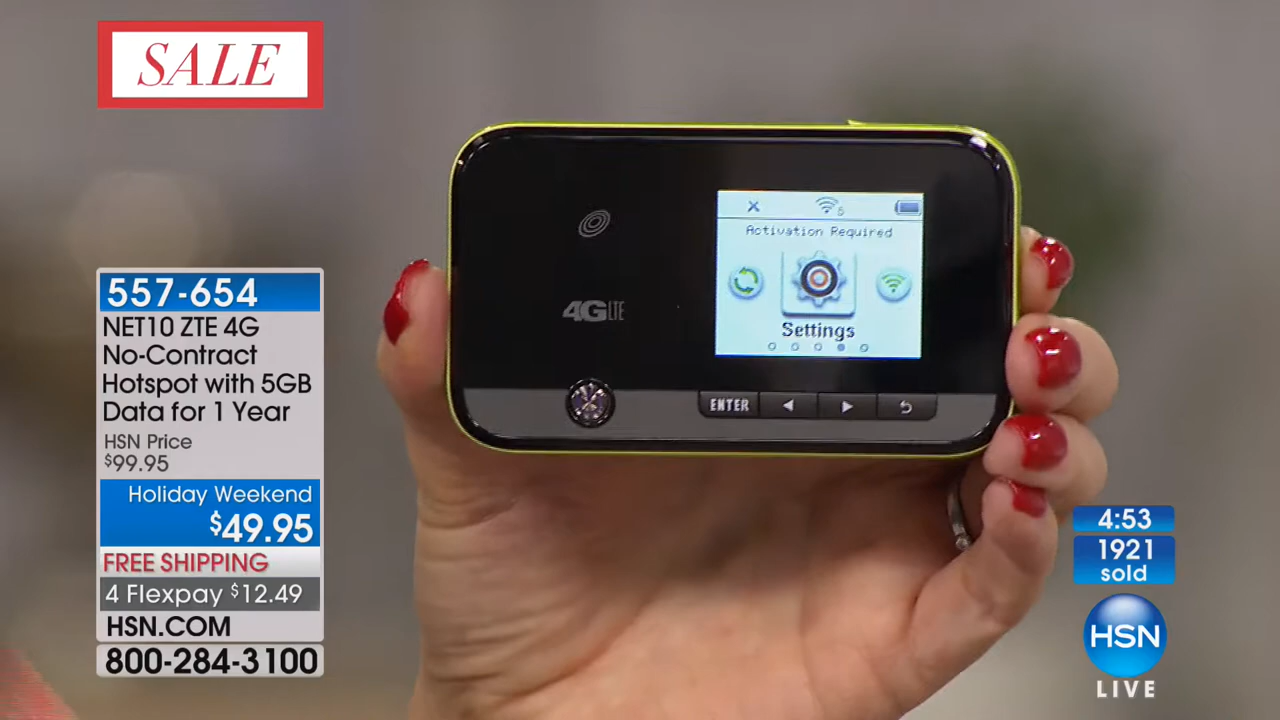 SALE
557-654
NET10 ZTE 4G
No-Contract
Hotspot with 5GB
Data for 1 Year
HSN Price
$99.95
Holiday Weekend
$49.95
FREE SHIPPING
4 Flexpay $12.49
HSN.COM
800-284-3100
5
Activation Required
Settings
4G LTE
ENTER
4:53
1921
sold
HSN
LIVE